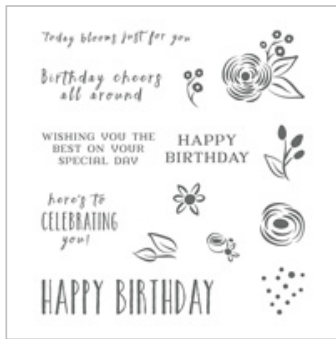 Today blooms just for you
Birthday cheers
all around
WISHING YOU THE
BEST ON YOUR
SPECIAL DAY
HAPPY
BIRTHDAY
here's to
CELEBRATING
you!
HAPPY BIRTHDAY